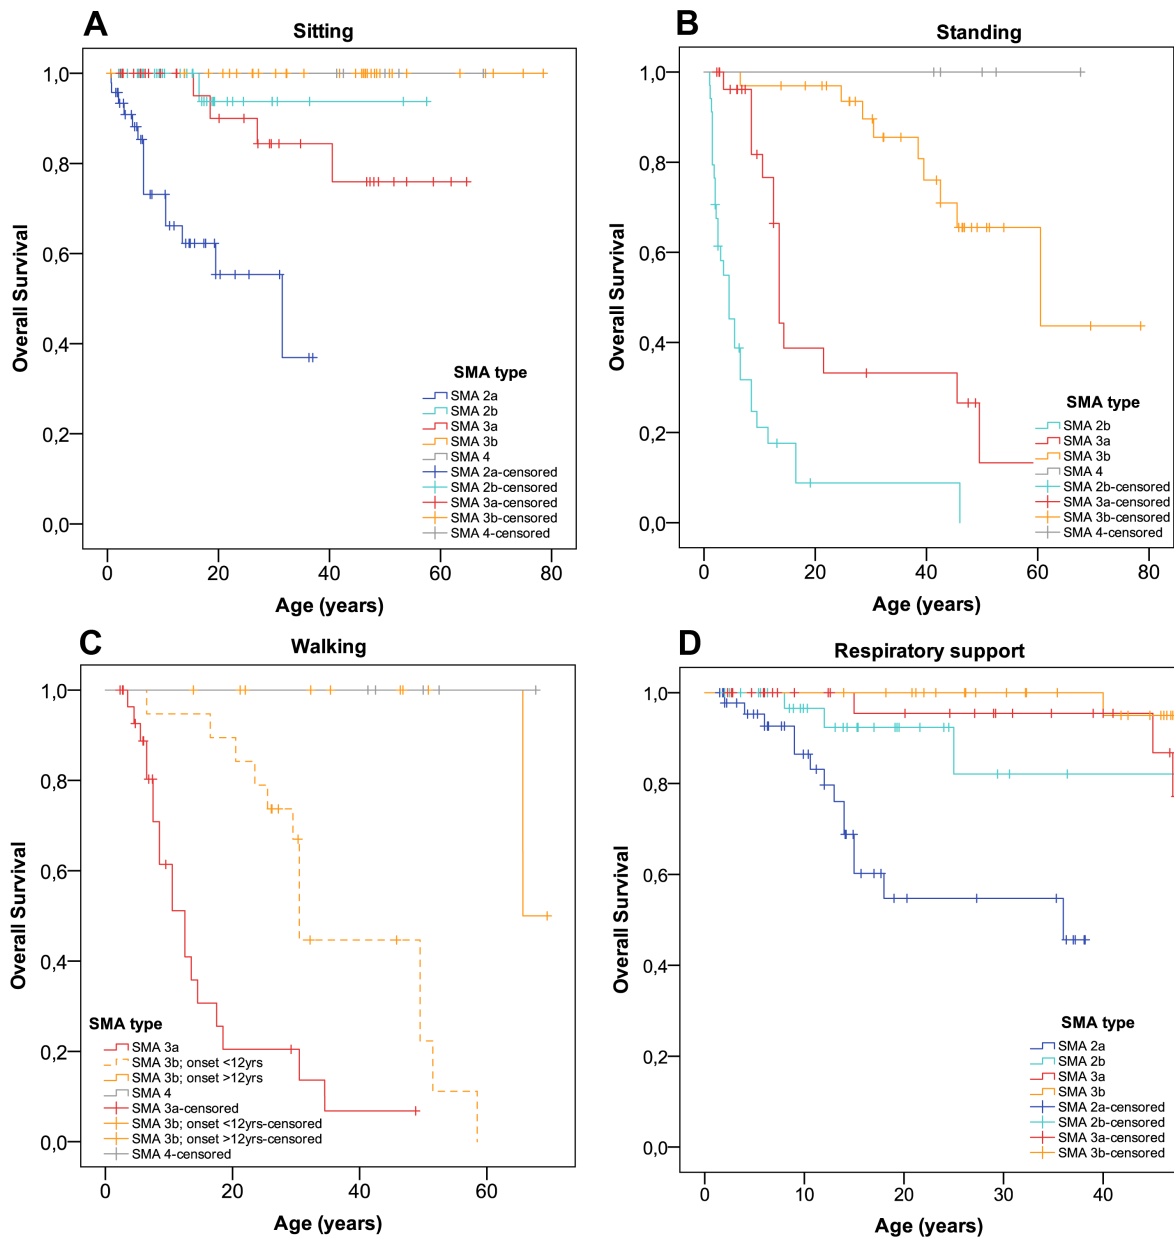 A
Sitting
1,0
0,8
0,6
0,4
0,2
0,0
Overall Survival
0
20
40
60
80
Age (years)
SMA type
SMA 2a
SMA 2b
SMA 3a
SMA 3b
SMA 4
SMA 2a-censored
SMA 2b-censored
SMA 3a-censored
SMA 3b-censored
SMA 4-censored
B
Standing
1,0
0,8
0,6
0,4
0,2
0,0
Overall Survival
0
20
40
60
80
Age (years)
SMA type
SMA 2b
SMA 3a
SMA 3b
SMA 4
SMA 2b-censored
SMA 3a-censored
SMA 3b-censored
SMA 4-censored
C
Walking
1,0
0,8
0,6
0,4
0,2
0,0
Overall Survival
0
20
40
60
Age (years)
SMA type
SMA 3a
SMA 3b; onset <12yrs
SMA 3b; onset >12yrs
SMA 4
SMA 3a-censored
SMA 3b; onset <12yrs-censored
SMA 3b; onset >12yrs-censored
SMA 4-censored
D
Respiratory support
1,0
0,8
0,6
0,4
0,2
0,0
Overall Survival
0
10
20
30
40
Age (years)
SMA type
SMA 2a
SMA 2b
SMA 3a
SMA 3b
SMA 2a-censored
SMA 2b-censored
SMA 3a-censored
SMA 3b-censored